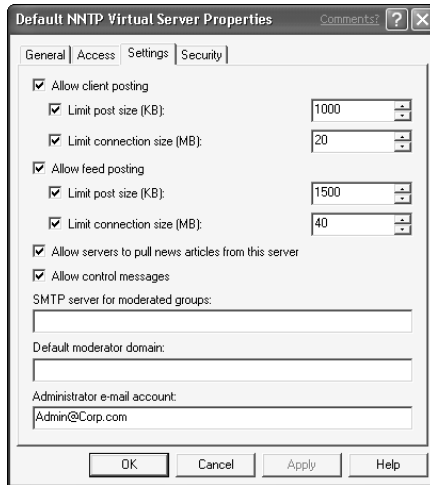 Default NNTP Virtual Server Properties Comments? ? X
General Access Settings Security
Allow client posting
Limit post size (KB): 1000
Limit connection size (MB): 20
Allow feed posting
Limit post size (KB): 1500
Limit connection size (MB): 40
Allow servers to pull news articles from this server
Allow control messages
SMTP server for moderated groups:
Default moderator domain:
Administrator e-mail account:
Admin@Corp.com
OK Cancel Apply Help